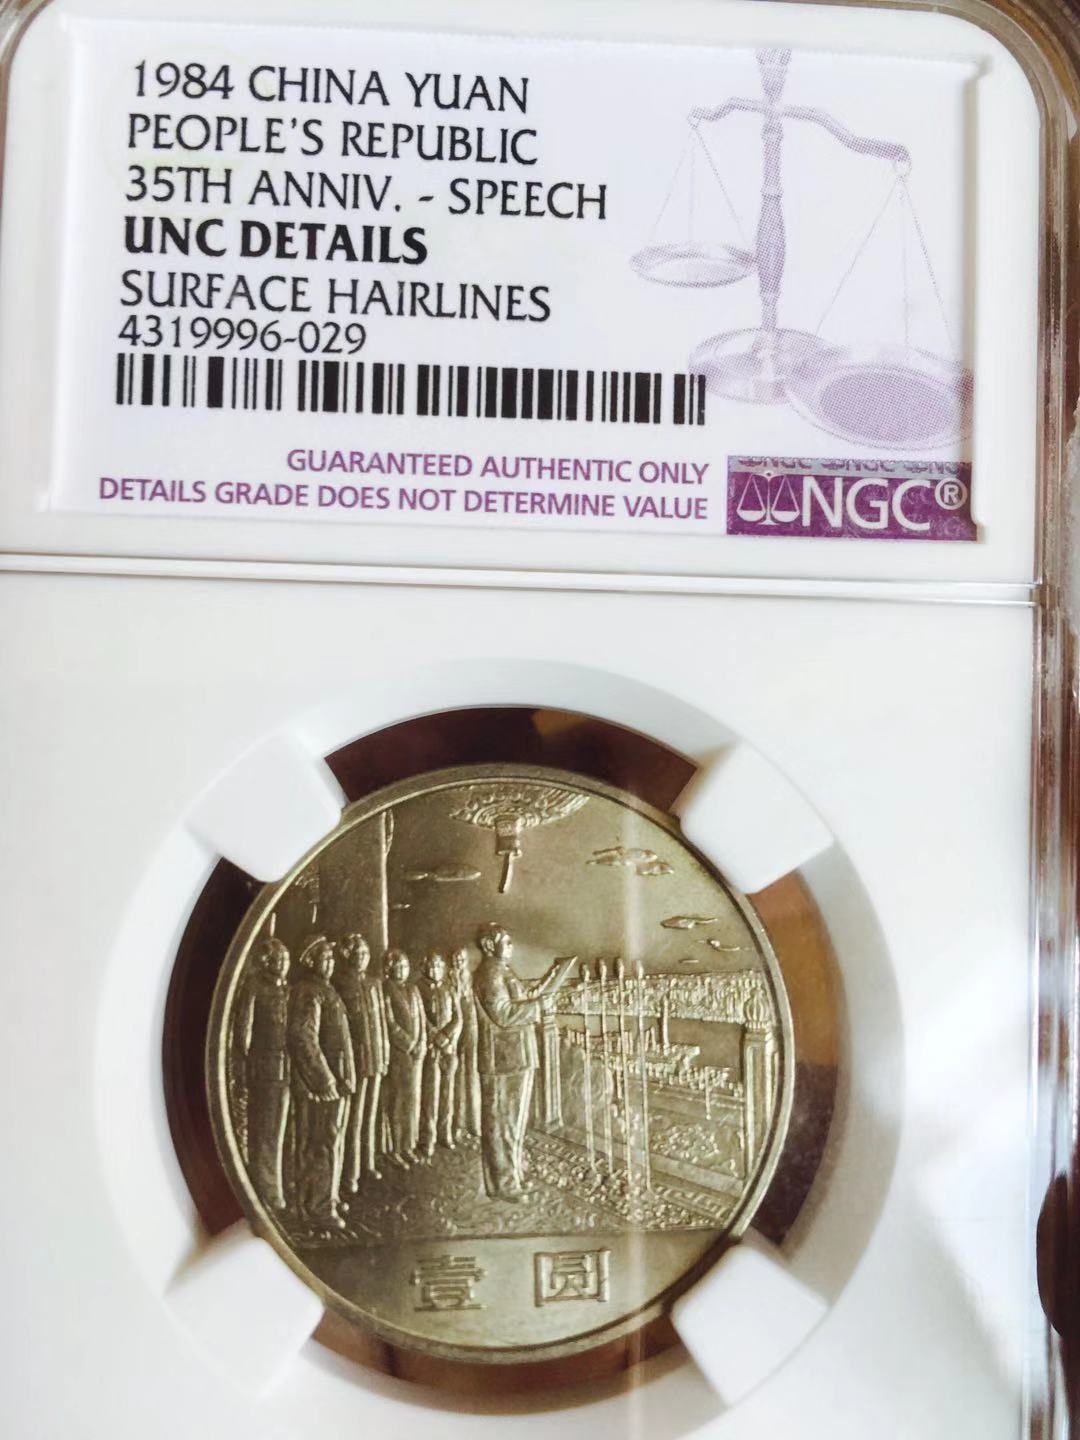 1984 CHINA YUAN
PEOPLE'S REPUBLIC
35TH ANNIV. - SPEECH
UNC DETAILS
SURFACE HAIRLINES
4319996-029
GUARANTEED AUTHENTIC ONLY
DETAILS GRADE DOES NOT DETERMINE VALUE
NGC®
壹圆